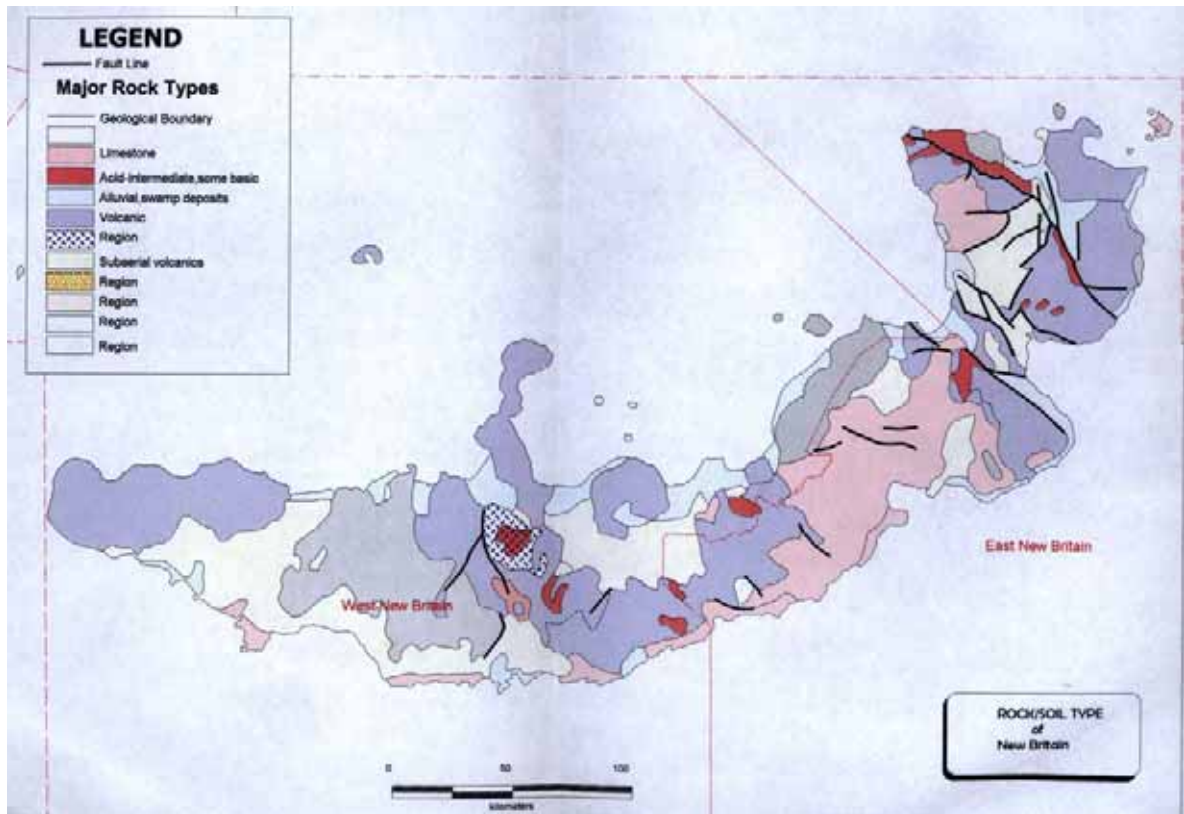 LEGEND
Fault Line
Major Rock Types
Geological Boundary
Limestone
Acid-intermediate,some basic
Alluvial,swamp deposits
Volcanic
Region
Subaerial volcanics
Region
Region
Region
Region
West New Britain
East New Britain
ROCK/SOIL TYPE
of
New Britain
0 50 100
kilometers